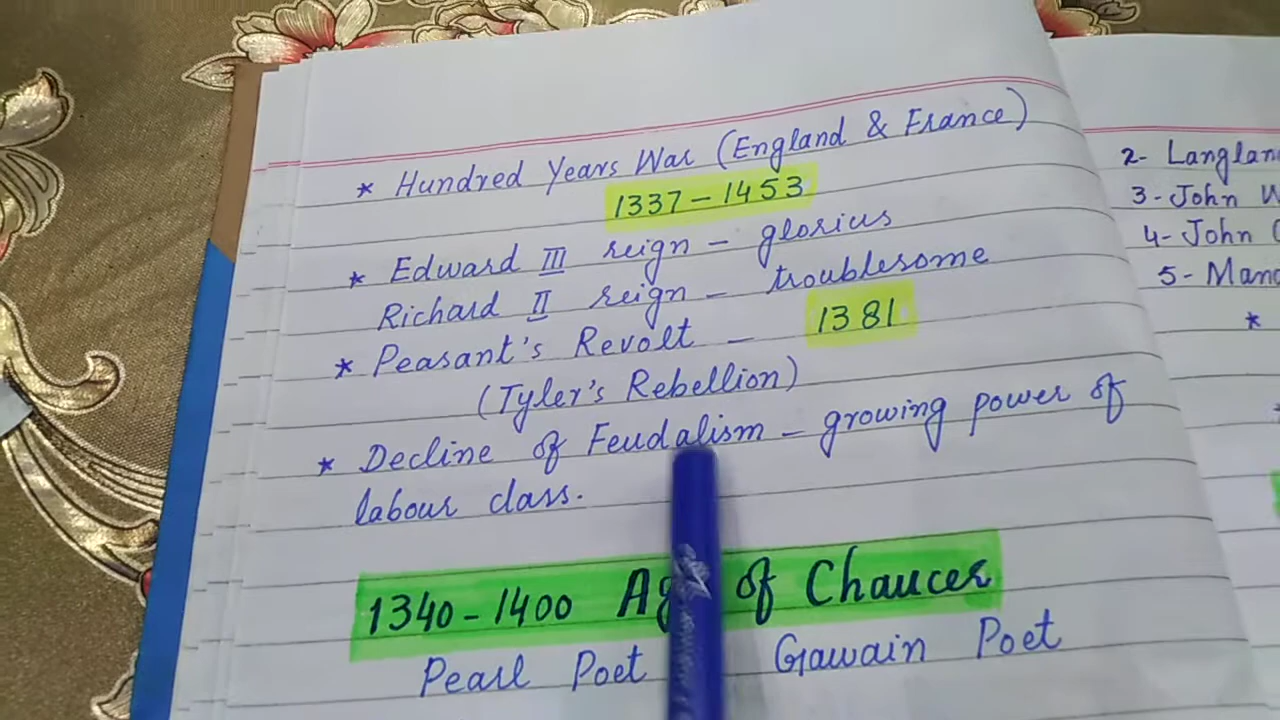 * Hundred Years War (England & France)
1337-1453
* Edward III reign - glorius
Richard II reign - troublesome
* Peasant's Revolt - 1381
(Tyler's Rebellion)
* Decline of Feudalism - growing power of
labour class.
1340-1400 Age of Chaucer
Pearl Poet Gawain Poet
2- Langlan
3- John W
4- John
5- Mand
*